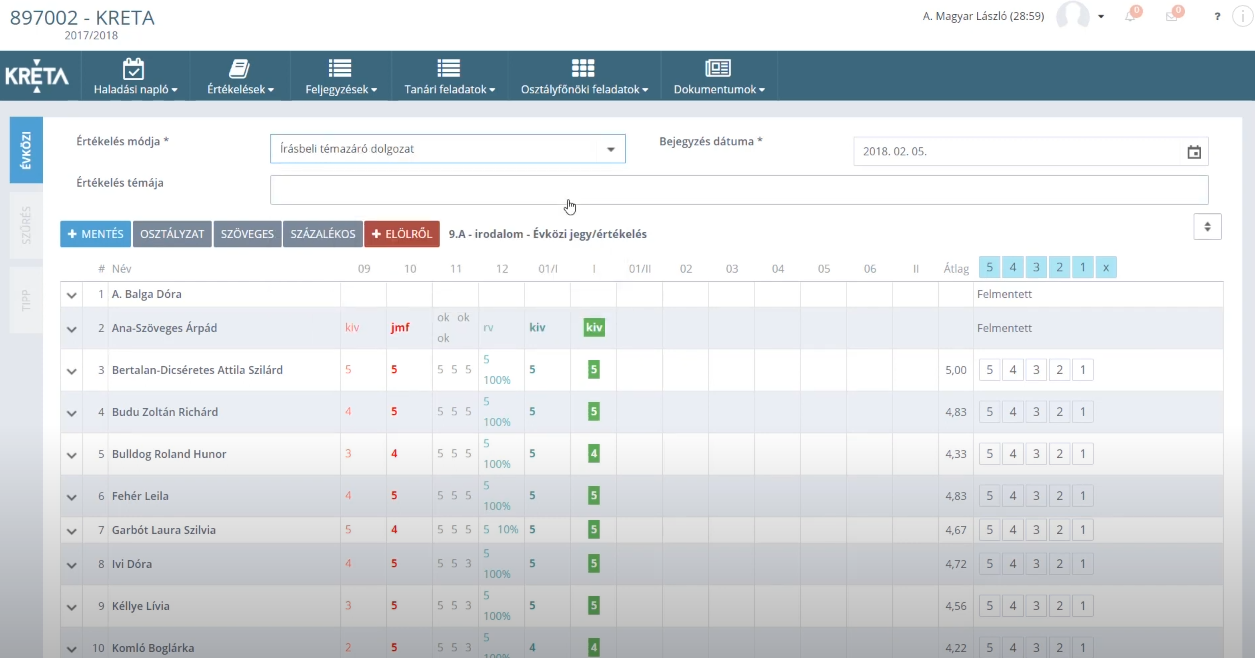 897002 - KRETA
2017/2018
A. Magyar László (28:59)
0
0
?
i
KRÉTA
Haladási napló
Értékelések
Feljegyzések
Tanári feladatok
Osztályfőnöki feladatok
Dokumentumok
ÉVKÖZI
SZŰRÉS
TIPP
Értékelés módja *
Írásbeli témazáró dolgozat
Bejegyzés dátuma *
2018. 02. 05.
Értékelés témája
+ MENTÉS
OSZTÁLYZAT
SZÖVEGES
SZÁZALÉKOS
+ ELÖLRŐL
9.A - irodalom - Évközi jegy/értékelés
# Név 09 10 11 12 01/I I 01/II 02 03 04 05 06 II Átlag 5 4 3 2 1 x
1 A. Balga Dóra Felmentett
2 Ana-Szöveges Árpád kiv jmf ok ok ok rv kiv kiv Felmentett
3 Bertalan-Dicséretes Attila Szilárd 5 5 5 5 5 5 100% 5 5 5,00 5 4 3 2 1
4 Budu Zoltán Richárd 4 5 5 5 5 5 100% 5 5 4,83 5 4 3 2 1
5 Bulldog Roland Hunor 3 4 5 5 5 5 100% 5 4 4,33 5 4 3 2 1
6 Fehér Leila 4 5 5 5 5 5 100% 5 5 4,83 5 4 3 2 1
7 Garbót Laura Szilvia 5 4 5 5 5 5 10% 5 5 4,67 5 4 3 2 1
8 Ivi Dóra 4 5 5 5 3 5 100% 5 5 4,72 5 4 3 2 1
9 Kéllye Lívia 3 5 5 5 3 5 100% 5 5 4,56 5 4 3 2 1
10 Komló Boglárka 2 5 5 5 3 5 100% 4 4 4,22 5 4 3 2 1